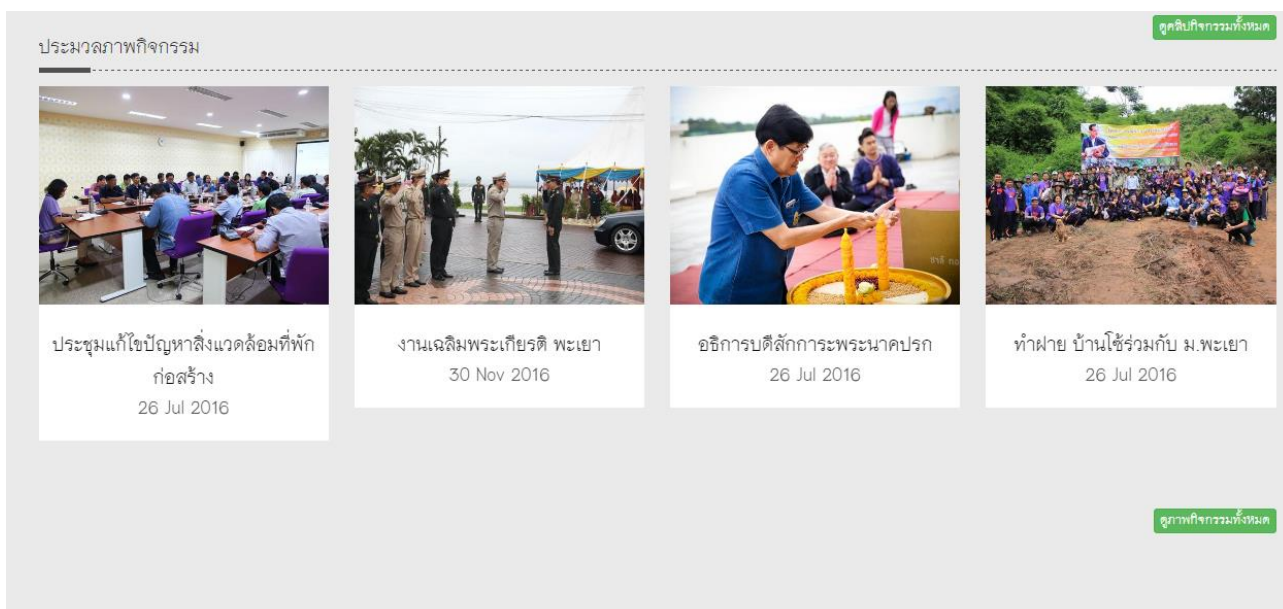 ดูคลิปกิจกรรมทั้งหมด
ประมวลภาพกิจกรรม
ประชุมแก้ไขปัญหาสิ่งแวดล้อมที่พัก
ก่อสร้าง
26 Jul 2016
งานเฉลิมพระเกียรติ พะเยา
30 Nov 2016
อธิการบดีสักการะพระนาคปรก
26 Jul 2016
ทำฝาย บ้านโซ้ร่วมกับ ม.พะเยา
26 Jul 2016
ดูภาพกิจกรรมทั้งหมด